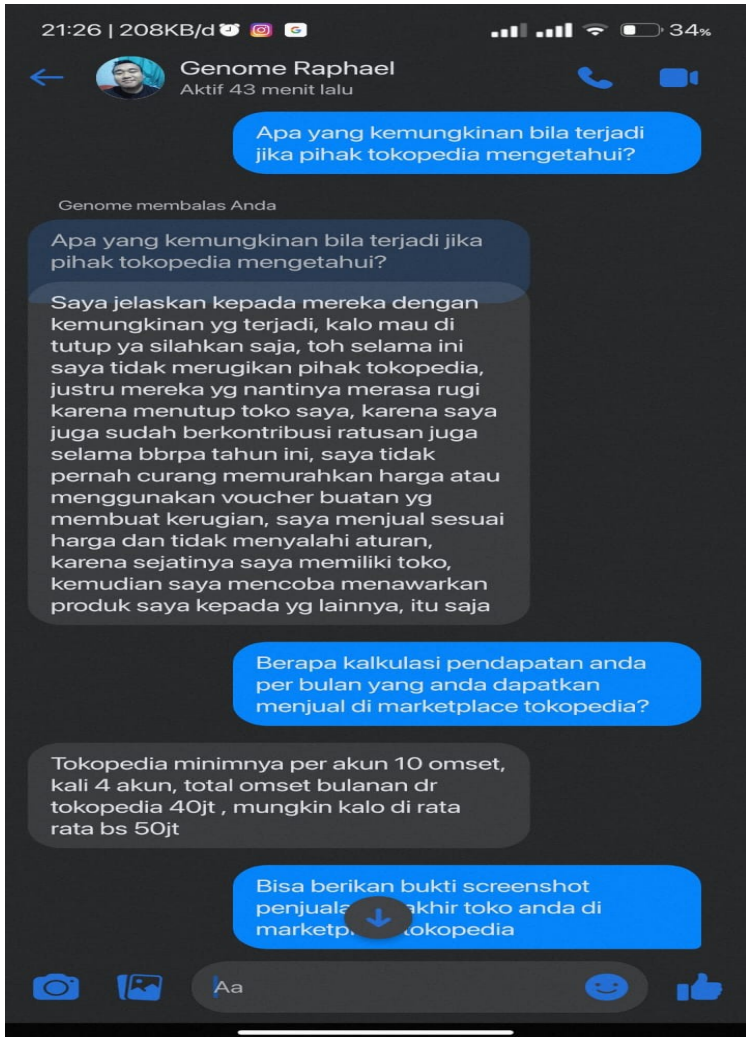 21:26 | 208KB/d
34%
Genome Raphael
Aktif 43 menit lalu
Apa yang kemungkinan bila terjadi
jika pihak tokopedia mengetahui?
Genome membalas Anda
Apa yang kemungkinan bila terjadi jika
pihak tokopedia mengetahui?
Saya jelaskan kepada mereka dengan
kemungkinan yg terjadi, kalo mau di
tutup ya silahkan saja, toh selama ini
saya tidak merugikan pihak tokopedia,
justru mereka yg nantinya merasa rugi
karena menutup toko saya, karena saya
juga sudah berkontribusi ratusan juga
selama bbrpa tahun ini, saya tidak
pernah curang memurahkan harga atau
menggunakan voucher buatan yg
membuat kerugian, saya menjual sesuai
harga dan tidak menyalahi aturan,
karena sejatinya saya memiliki toko,
kemudian saya mencoba menawarkan
produk saya kepada yg lainnya, itu saja
Berapa kalkulasi pendapatan anda
per bulan yang anda dapatkan
menjual di marketplace tokopedia?
Tokopedia minimnya per akun 10 omset,
kali 4 akun, total omset bulanan dr
tokopedia 40jt , mungkin kalo di rata
rata bs 50jt
Bisa berikan bukti screenshot
toko anda di
Aa